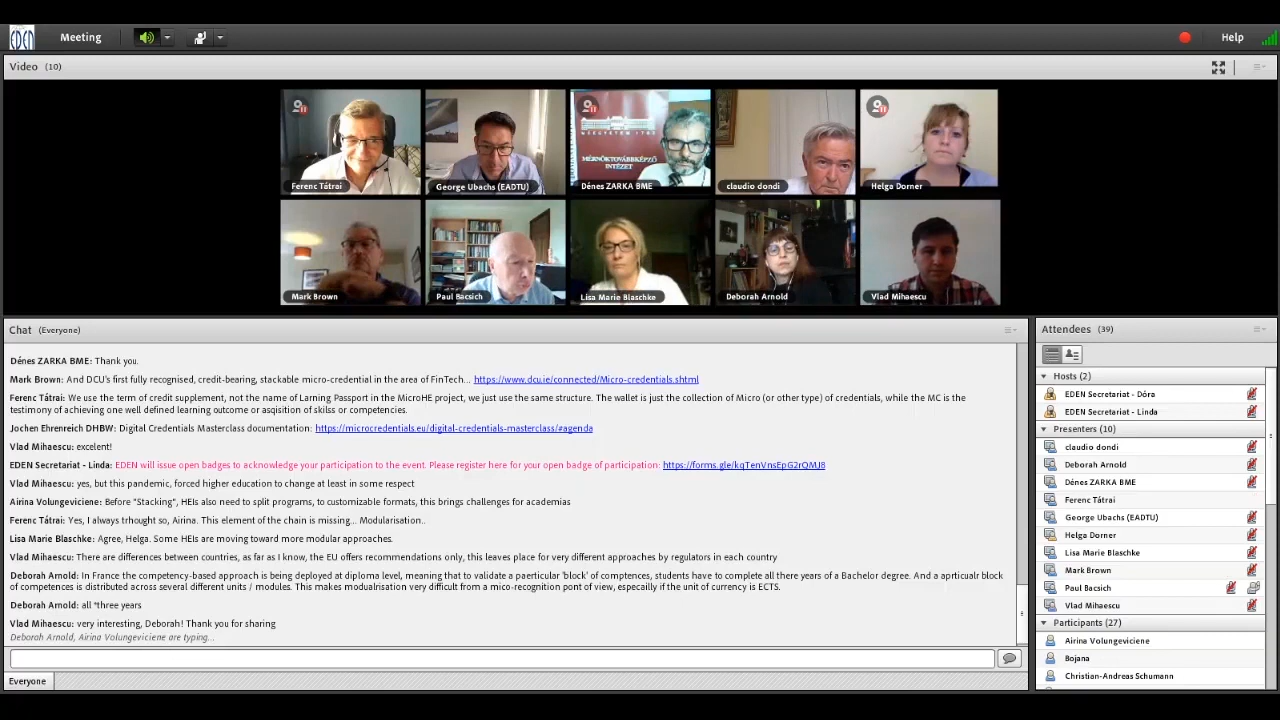 EDEN
Meeting
Help
Video (10)
MÉRNÖKTOVÁBBKÉPZŐ
INTÉZET
Ferenc Tátrai
George Ubachs (EADTU)
Dénes ZARKA BME
claudio dondi
Helga Dorner
Mark Brown
Paul Bacsich
Lisa Marie Blaschke
Deborah Arnold
Vlad Mihaescu
Chat (Everyone)
Dénes ZARKA BME: Thank you.
Mark Brown: And DCU's first fully recognised, credit-bearing, stackable micro-credential in the area of FinTech... https://www.dcu.ie/connected/Micro-credentials.shtml
Ferenc Tátrai: We use the term of credit supplement, not the name of Larning Passport in the MicroHE project, we just use the same structure. The wallet is just the collection of Micro (or other type) of credentials, while the MC is the
testimony of achieving one well defined learning outcome or asqisition of skilss or competencies.
Jochen Ehrenreich DHBW: Digital Credentials Masterclass documentation: https://microcredentials.eu/digital-credentials-masterclass/#agenda
Vlad Mihaescu: excelent!
EDEN Secretariat - Linda: EDEN will issue open badges to acknowledge your participation to the event. Please register here for your open badge of participation: https://forms.gle/kqTenVnsEpG2rQMJ8
Vlad Mihaescu: yes, but this pandemic, forced higher education to change at least in some respect
Airina Volungeviciene: Before "Stacking", HEIs also need to split programs, to customizable formats, this brings challenges for academias
Ferenc Tátrai: Yes, I always trhought so, Airina. This element of the chain is missing... Modularisation..
Lisa Marie Blaschke: Agree, Helga. Some HEIs are moving toward more modular approaches.
Vlad Mihaescu: There are differences between countries, as far as I know, the EU offers recommendations only, this leaves place for very different approaches by regulators in each country
Deborah Arnold: In France the competency-based approach is being deployed at diploma level, meaning that to validate a paerticular 'block' of comptences, students have to complete all there years of a Bachelor degree. And a aprticualr block
of competences is distributed across several different units / modules. This makes modualrisation very difficult from a mico-recognition pont of view, especailly if the unit of currency is ECTS.
Deborah Arnold: all *three years
Vlad Mihaescu: very interesting, Deborah! Thank you for sharing
Deborah Arnold, Airina Volungeviciene are typing...
Everyone
Attendees (39)
Hosts (2)
EDEN Secretariat - Dóra
EDEN Secretariat - Linda
Presenters (10)
claudio dondi
Deborah Arnold
Dénes ZARKA BME
Ferenc Tátrai
George Ubachs (EADTU)
Helga Dorner
Lisa Marie Blaschke
Mark Brown
Paul Bacsich
Vlad Mihaescu
Participants (27)
Airina Volungeviciene
Bojana
Christian-Andreas Schumann